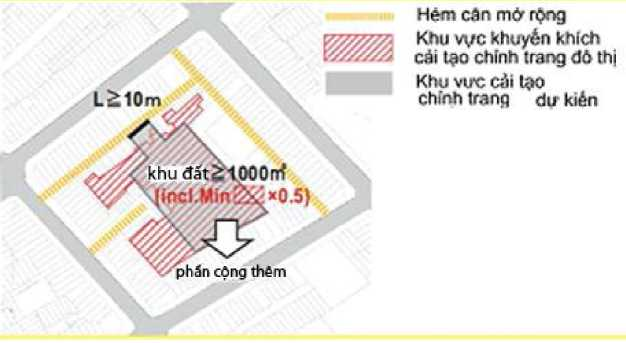 Hẻm cần mở rộng
Khu vực khuyến khích
cải tạo chỉnh trang đô thị
Khu vực cải tạo
chỉnh trang dự kiến
L≧10m
khu đất≧1000㎡
(incl.Min ×0.5)
phần cộng thêm